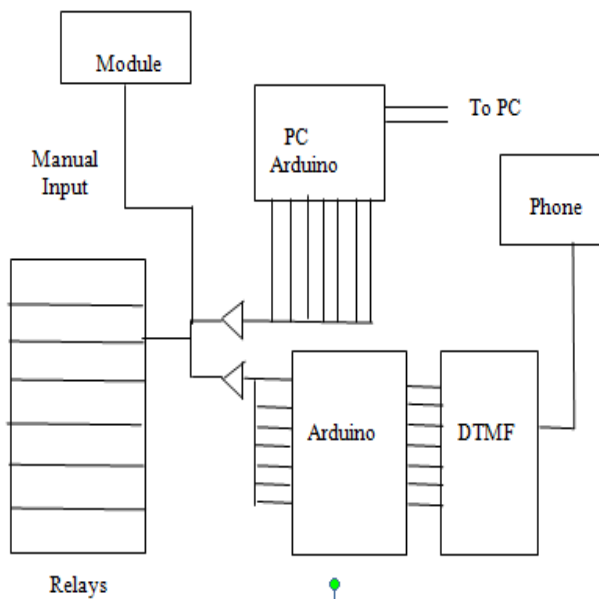 Module
To PC
PC
Arduino
Manual
Input
Phone
Arduino
DTMF
Relays